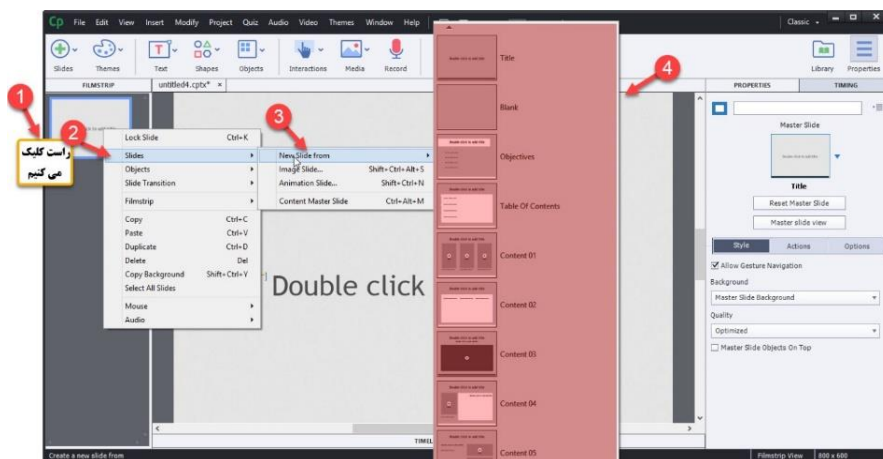 Cp File Edit View Insert Modify Project Quiz Audio Video Themes Window Help Classic
Slides Themes Text Shapes Objects Interactions Media Record Library Properties
FILMSTRIP untitled4.cptx* × PROPERTIES TIMING
1
راست کلیک
می کنیم
2
3
4
Lock Slide Ctrl+K
Slides
Objects
Slide Transition
Filmstrip
Copy Ctrl+C
Paste Ctrl+V
Duplicate Ctrl+D
Delete Del
Copy Background Shift+Ctrl+Y
Select All Slides
Mouse
Audio
New Slide from
Image Slide... Shift+Ctrl+Alt+S
Animation Slide... Shift+Ctrl+N
Content Master Slide Ctrl+Alt+M
Double click
Title
Blank
Objectives
Table Of Contents
Content 01
Content 02
Content 03
Content 04
Content 05
Master Slide
Title
Reset Master Slide
Master slide view
Style Actions Options
Allow Gesture Navigation
Background
Master Slide Background
Quality
Optimized
Master Slide Objects On Top
TIMEL
Create a new slide from Filmstrip View 800 x 600